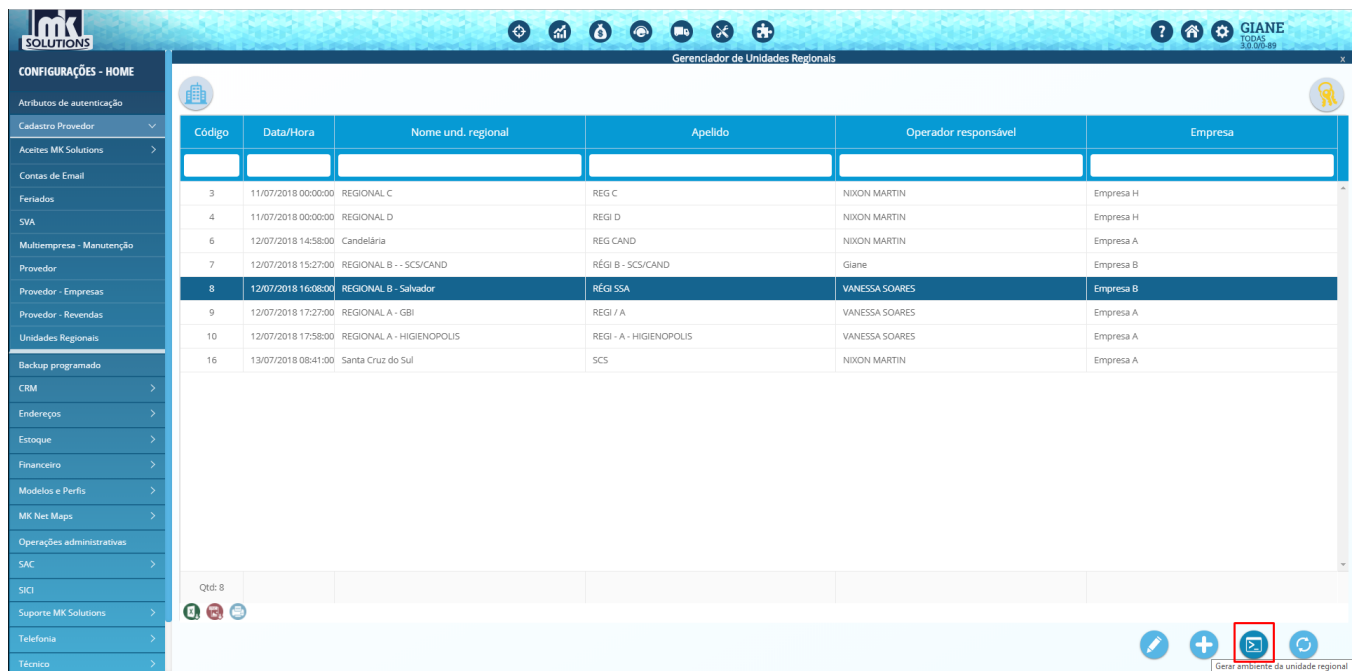 mk
SOLUTIONS
GIANE
TODAS
3.0.0/0-89
Gerenciador de Unidades Regionais
x
CONFIGURAÇÕES - HOME
Atributos de autenticação
Cadastro Provedor
Aceites MK Solutions
Contas de Email
Feriados
SVA
Multiempresa - Manutenção
Provedor
Provedor - Empresas
Provedor - Revendas
Unidades Regionais
Backup programado
CRM
Endereços
Estoque
Financeiro
Modelos e Perfis
MK Net Maps
Operações administrativas
SAC
SICI
Suporte MK Solutions
Telefonia
Técnico
Código Data/Hora Nome und. regional Apelido Operador responsável Empresa
3 11/07/2018 00:00:00 REGIONAL C REG C NIXON MARTIN Empresa H
4 11/07/2018 00:00:00 REGIONAL D REGI D NIXON MARTIN Empresa H
6 12/07/2018 14:58:00 Candelária REG CAND NIXON MARTIN Empresa A
7 12/07/2018 15:27:00 REGIONAL B - - SCS/CAND RÉGI B - SCS/CAND Giane Empresa B
8 12/07/2018 16:08:00 REGIONAL B - Salvador RÉGI SSA VANESSA SOARES Empresa B
9 12/07/2018 17:27:00 REGIONAL A - GBI REGI / A VANESSA SOARES Empresa A
10 12/07/2018 17:58:00 REGIONAL A - HIGIENOPOLIS REGI - A - HIGIENOPOLIS VANESSA SOARES Empresa A
16 13/07/2018 08:41:00 Santa Cruz do Sul SCS NIXON MARTIN Empresa A
Qtd: 8
Gerar ambiente da unidade regional